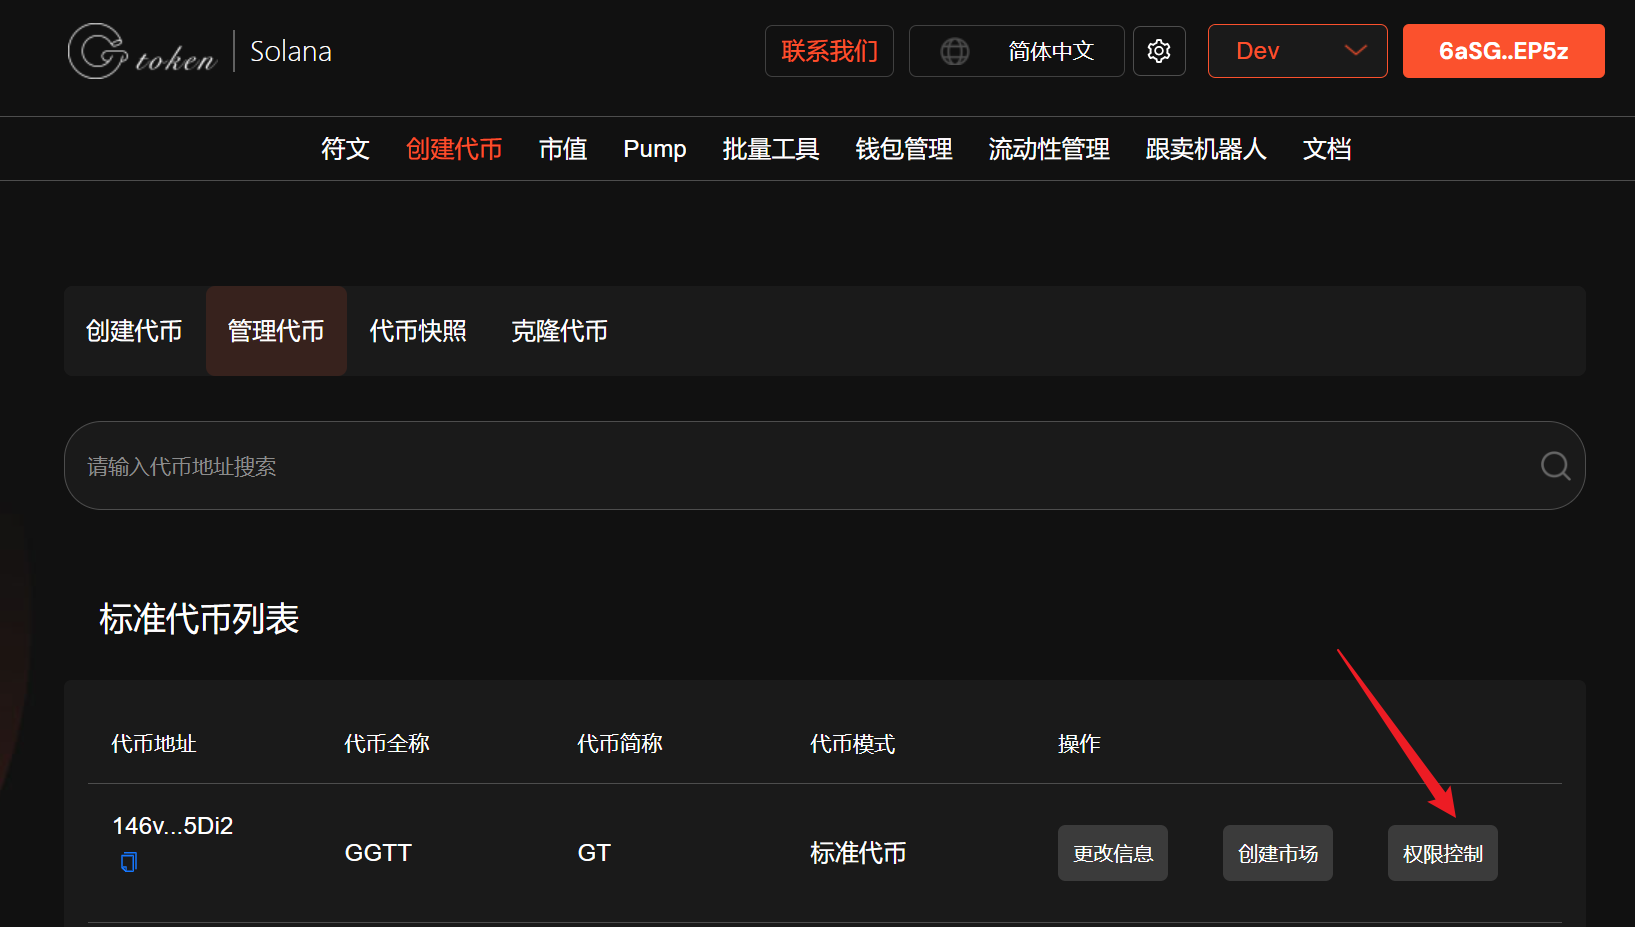 Gtoken | Solana
联系我们
简体中文
Dev
6aSG..EP5z
符文 创建代币 市值 Pump 批量工具 钱包管理 流动性管理 跟卖机器人 文档
创建代币 管理代币 代币快照 克隆代币
请输入代币地址搜索
标准代币列表
代币地址 代币全称 代币简称 代币模式 操作
146v...5Di2
GGTT GT 标准代币 更改信息 创建市场 权限控制